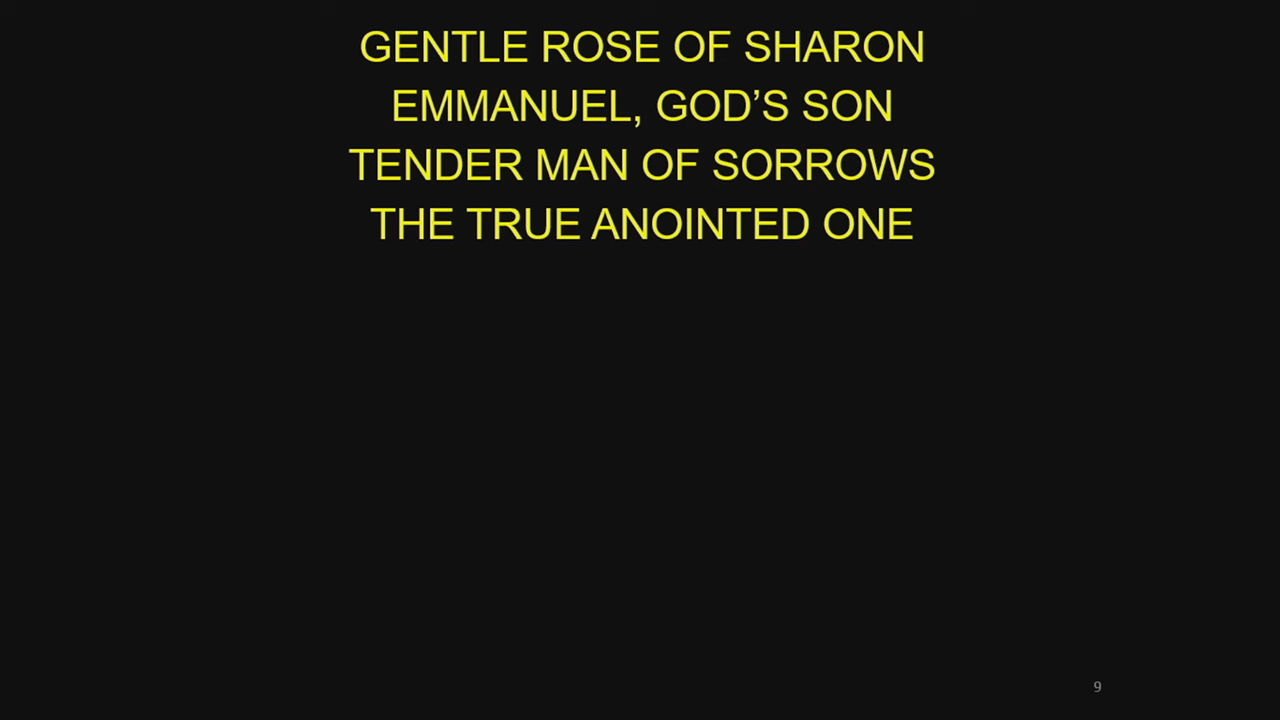 GENTLE ROSE OF SHARON
EMMANUEL, GOD’S SON
TENDER MAN OF SORROWS
THE TRUE ANOINTED ONE
9